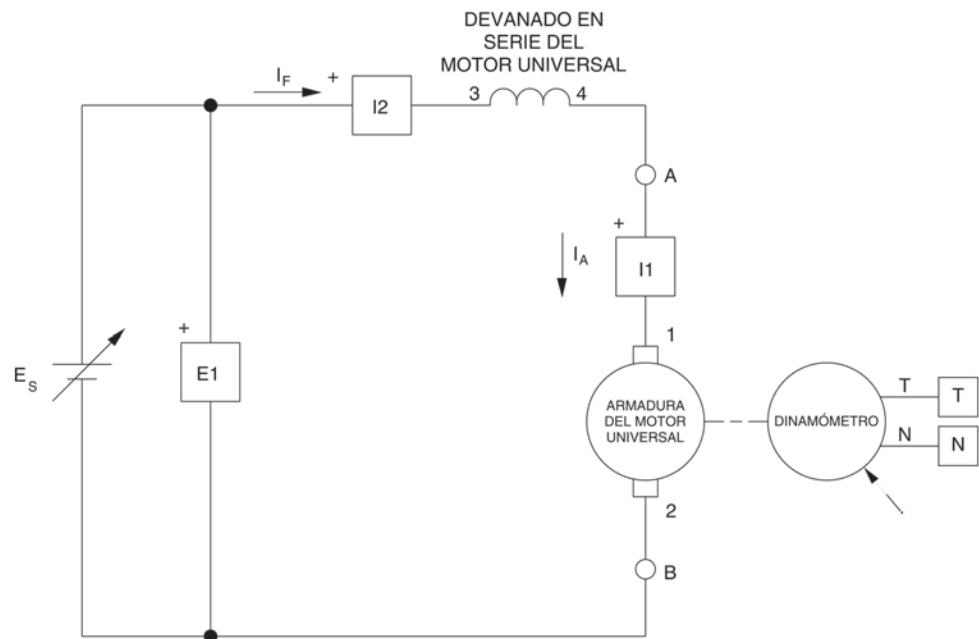 DEVANADO EN
SERIE DEL
MOTOR UNIVERSAL
I_F
+
I2
3
4
A
+
I_A
I1
1
+
E_S
E1
ARMADURA
DEL MOTOR
UNIVERSAL
DINAMÓMETRO
T
T
N
N
2
B